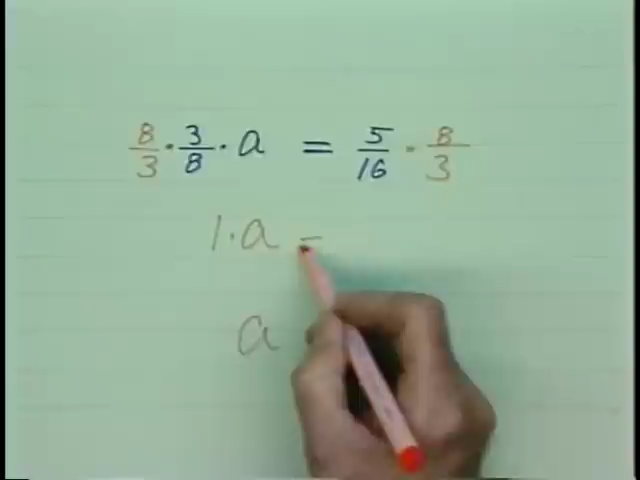 8/3 · 3/8 · a = 5/16 · 8/3
1 · a =
a